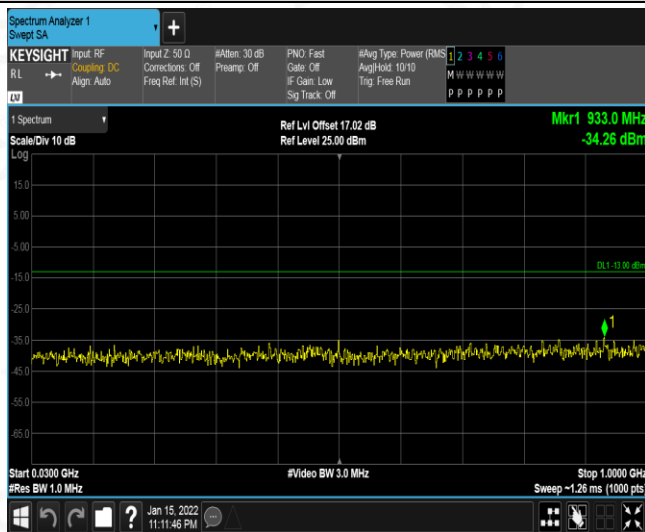 Spectrum Analyzer 1
Swept SA
+
KEYSIGHT
RL
LXI
Input: RF
Coupling: DC
Align: Auto
Input Z: 50 Ω
Corrections: Off
Freq Ref: Int (S)
#Atten: 30 dB
Preamp: Off
PNO: Fast
Gate: Off
IF Gain: Low
Sig Track: Off
#Avg Type: Power (RMS
Avg|Hold: 10/10
Trig: Free Run
1 2 3 4 5 6
M W W W W W
P P P P P P
1 Spectrum
Scale/Div 10 dB
Ref Lvl Offset 17.02 dB
Ref Level 25.00 dBm
Mkr1 933.0 MHz
-34.26 dBm
Log
15.0
5.00
-5.00
DL1 -13.00 dBm
-15.0
-25.0
1
-35.0
-45.0
-55.0
-65.0
Start 0.0300 GHz
#Res BW 1.0 MHz
#Video BW 3.0 MHz
Stop 1.0000 GHz
Sweep ~1.26 ms (1000 pts)
?
Jan 15, 2022
11:11:46 PM